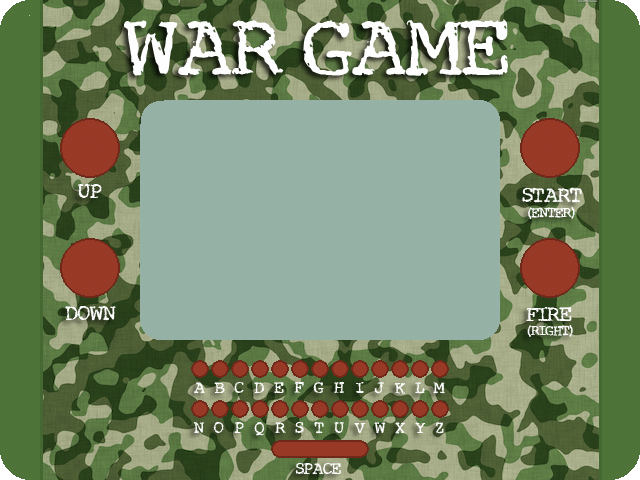 WAR GAME
UP
START
(ENTER)
DOWN
FIRE
(RIGHT)
A B C D E F G H I J K L M
N O P Q R S T U V W X Y Z
SPACE